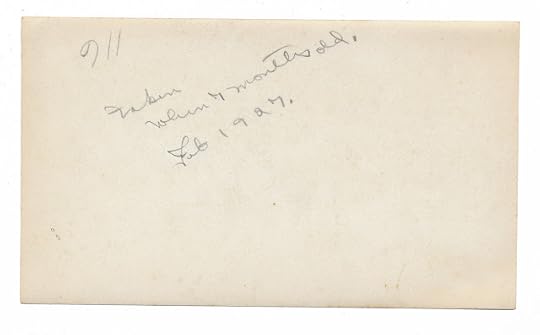 911
Taken
when 7 months old.
Feb 1927.